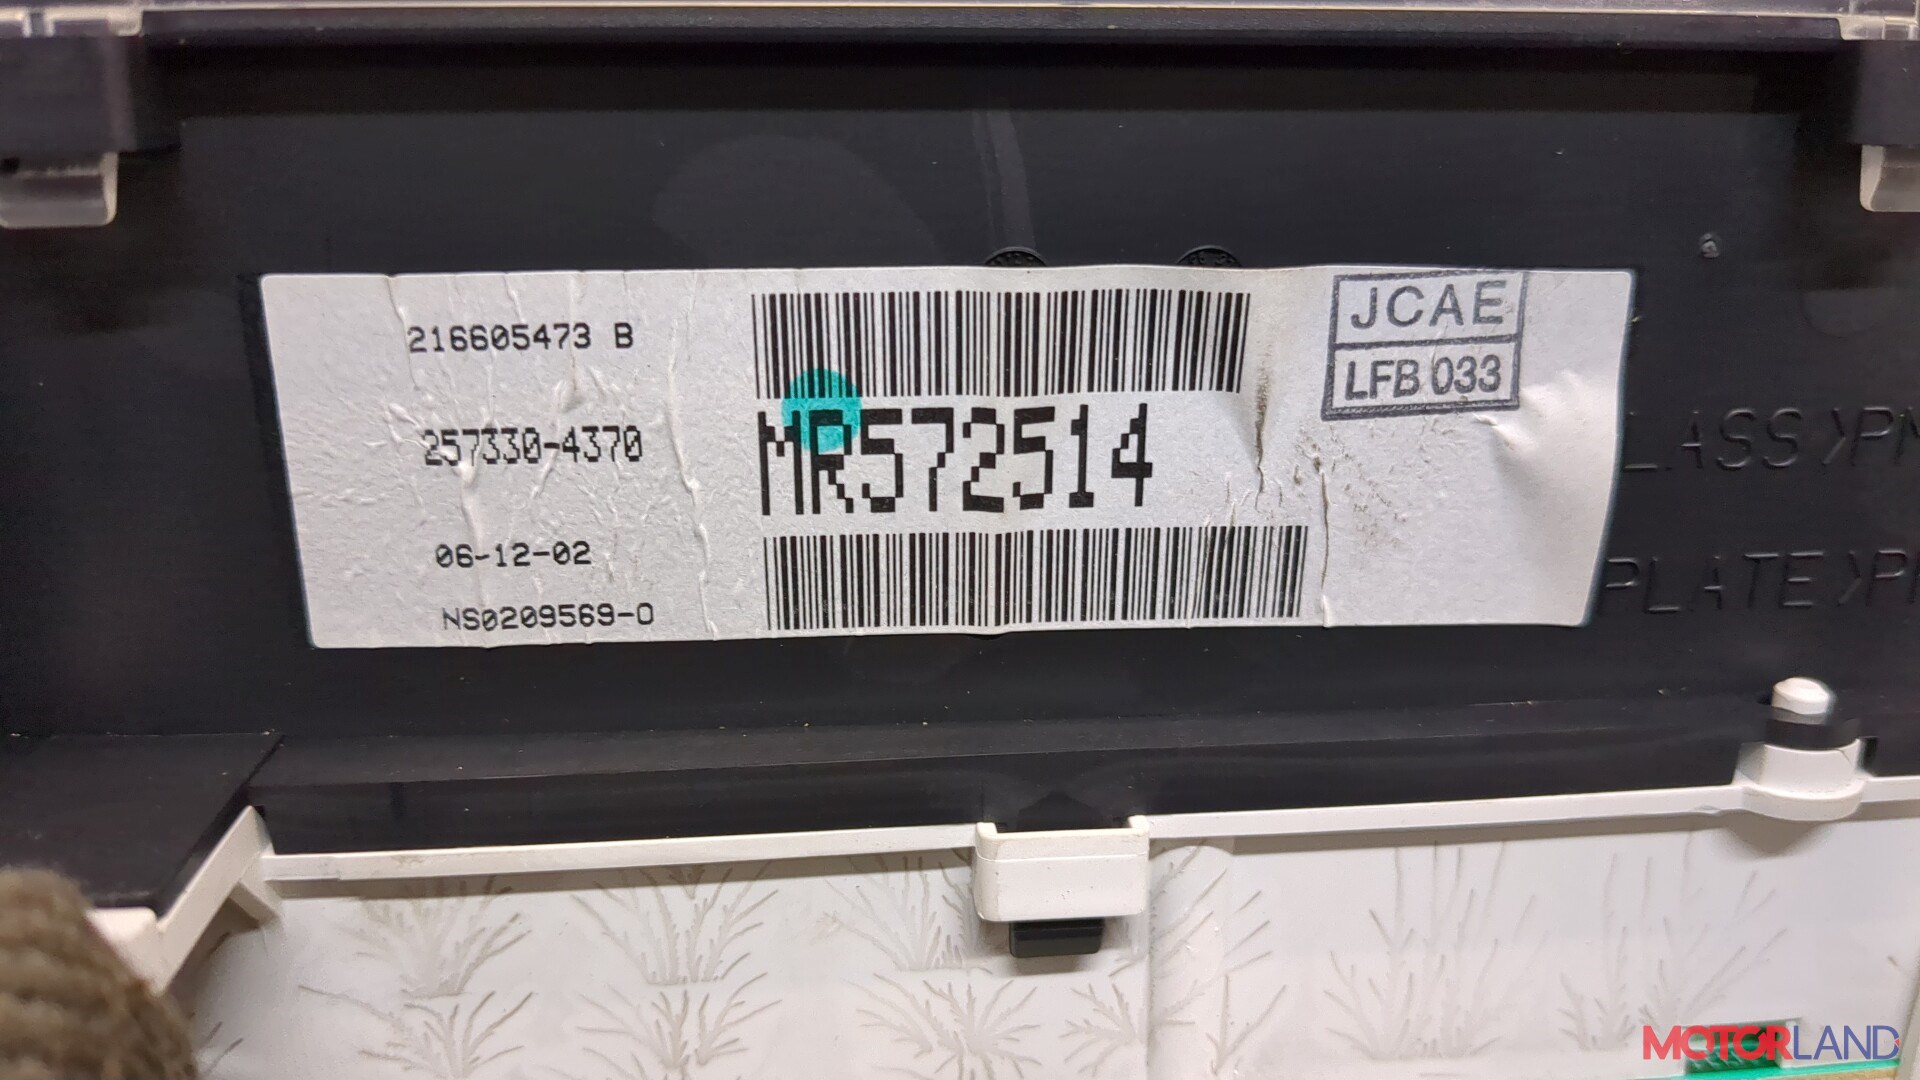 216605473 B
257330-4370
06-12-02
NS0209569-0
MR572514
JCAE
LFB 033
LASS >P
PLATE >P
MOTORLAND